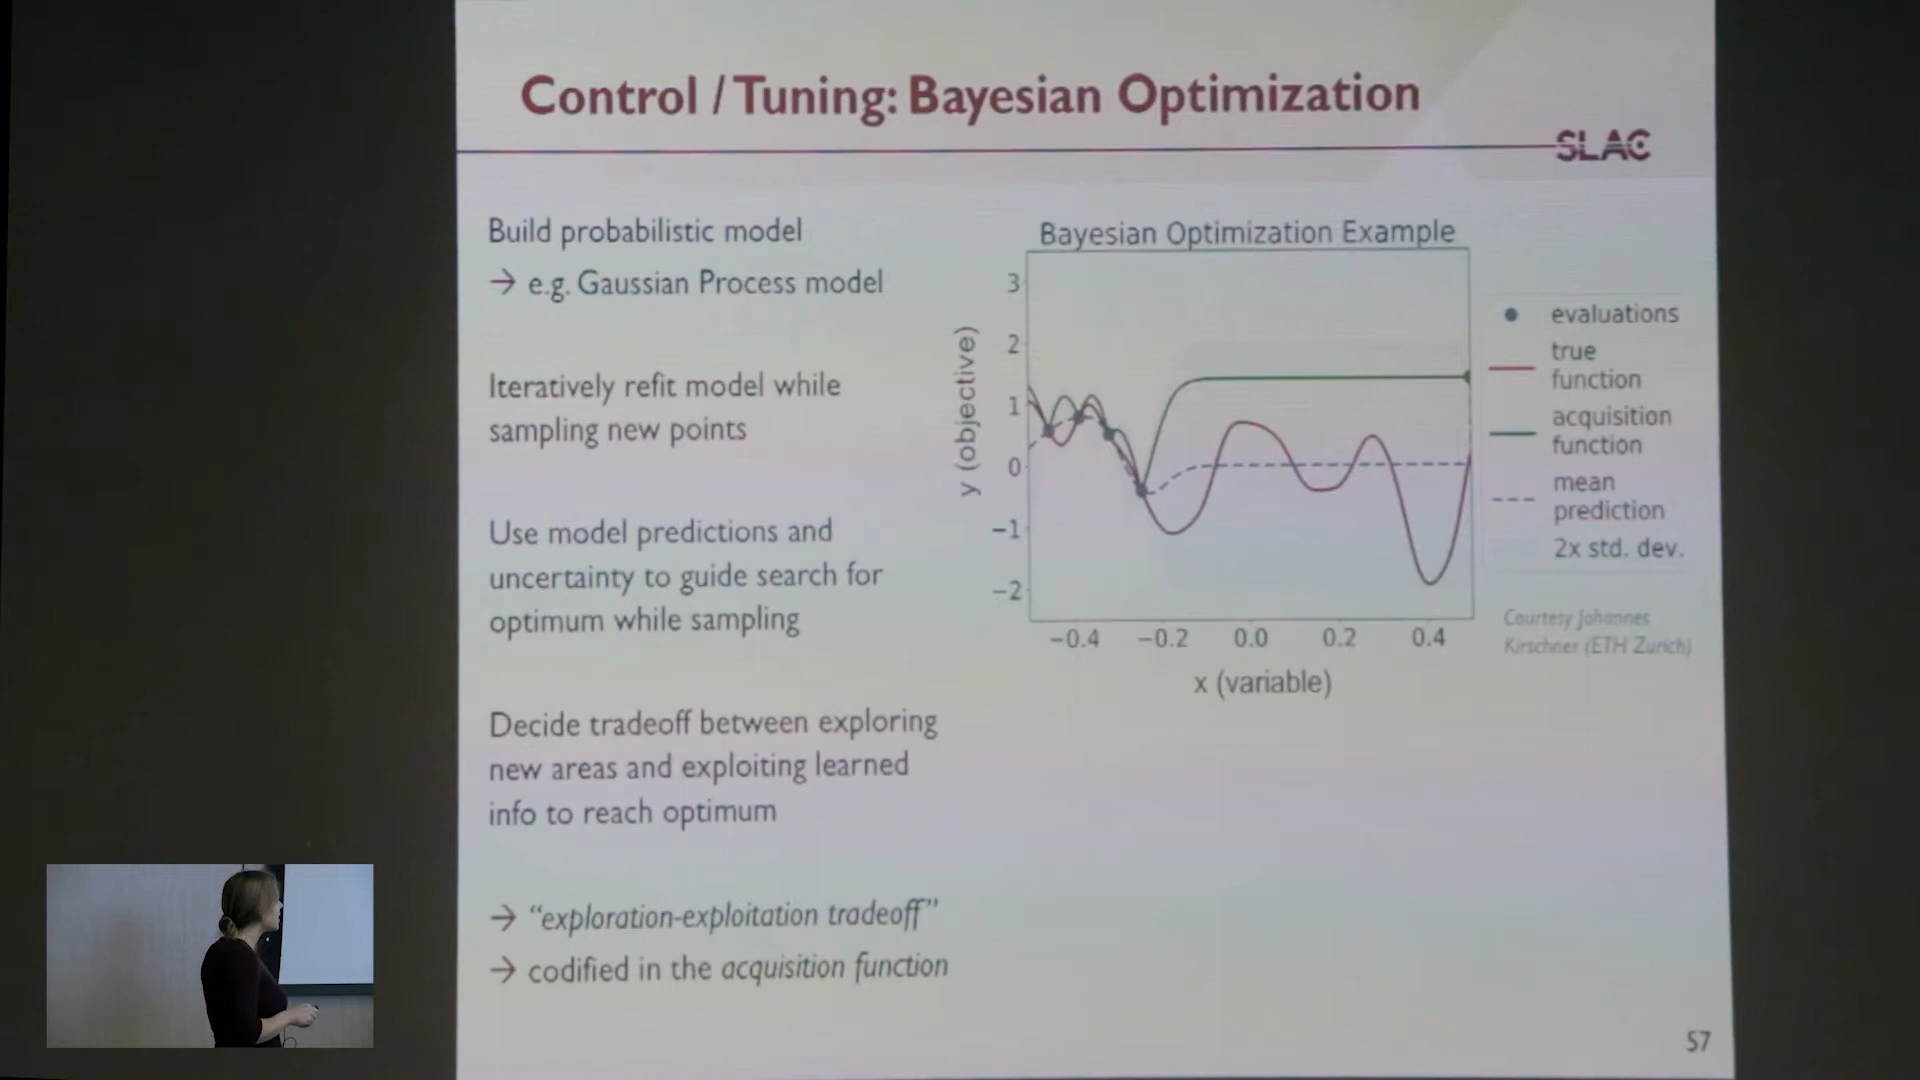 Control / Tuning: Bayesian Optimization
SLAC
Build probabilistic model
→ e.g. Gaussian Process model
Iteratively refit model while
sampling new points
Use model predictions and
uncertainty to guide search for
optimum while sampling
Decide tradeoff between exploring
new areas and exploiting learned
info to reach optimum
→ “exploration-exploitation tradeoff”
→ codified in the acquisition function
Bayesian Optimization Example
y (objective)
3
2
1
0
−1
−2
−0.4 −0.2 0.0 0.2 0.4
x (variable)
evaluations
true
function
acquisition
function
mean
prediction
2x std. dev.
Courtesy Johannes
Kirschner (ETH Zurich)
57